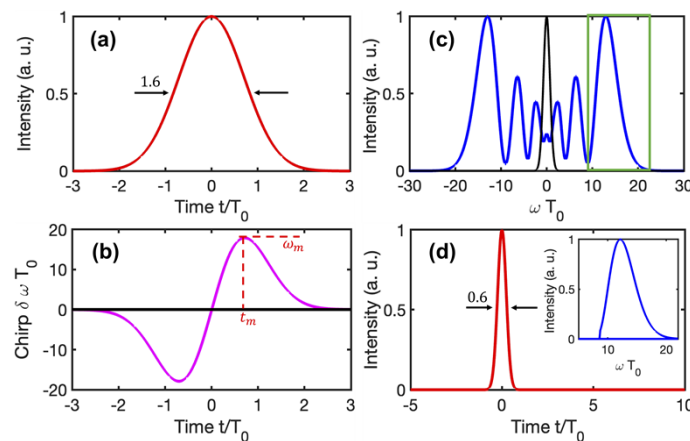 (a)
1.6
Intensity (a. u.)
1
0.5
0
-3 -2 -1 0 1 2 3
Time t/T₀
(c)
Intensity (a. u.)
1
0.5
0
-30 -20 -10 0 10 20 30
ω T₀
(b)
ωₘ
tₘ
Chirp δ ω T₀
20
10
0
-10
20
-3 -2 -1 0 1 2 3
Time t/T₀
(d)
0.6
Intensity (a. u.)
1
0.5
0
-10 -5 0 5 10
Time t/T₀
Intensity (a. u.)
1
0.5
0
10 20
ω T₀